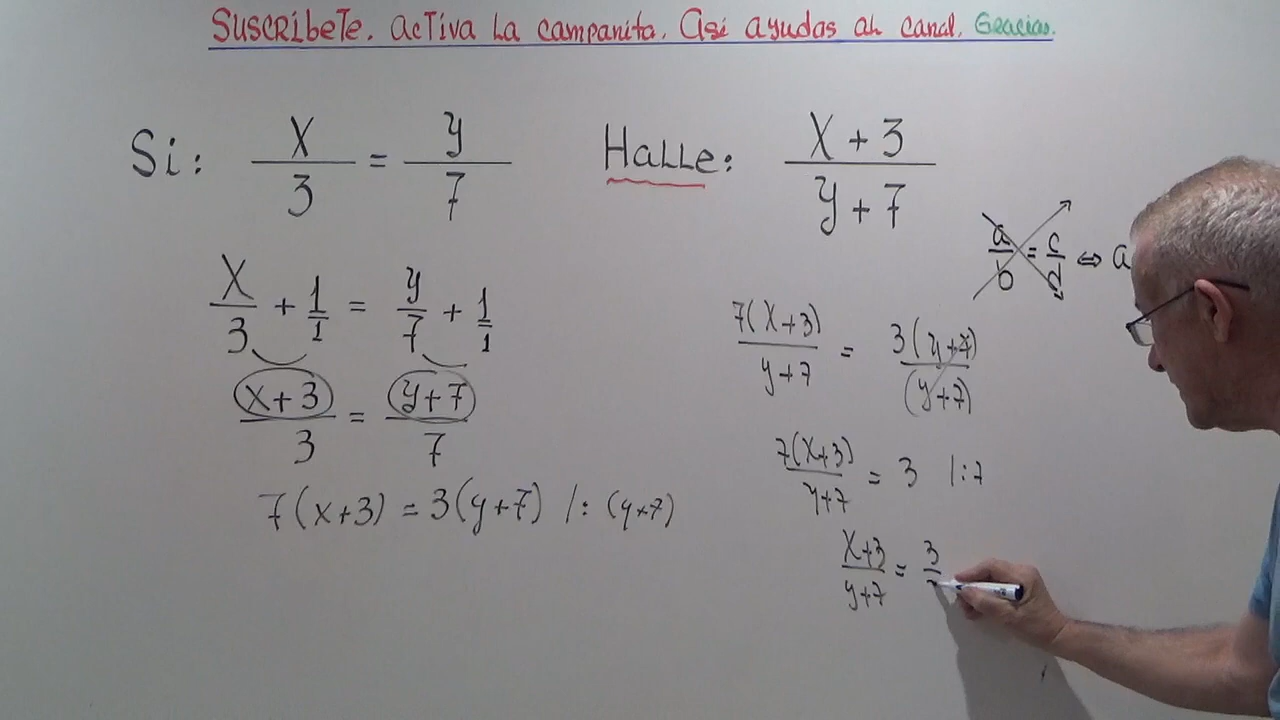 Suscríbete. activa la campanita. Así ayudas al canal. Gracias.
Si: x/3 = y/7 Halle: (x + 3)/(y + 7)
a/b = c/d ⇔ a
x/3 + 1/1 = y/7 + 1/1
(x+3)/3 = (y+7)/7
7(x+3) = 3(y+7) /: (y+7)
7(x+3)/(y+7) = 3(y+7)/(y+7)
7(x+3)/(y+7) = 3 /:7
(x+3)/(y+7) = 3/